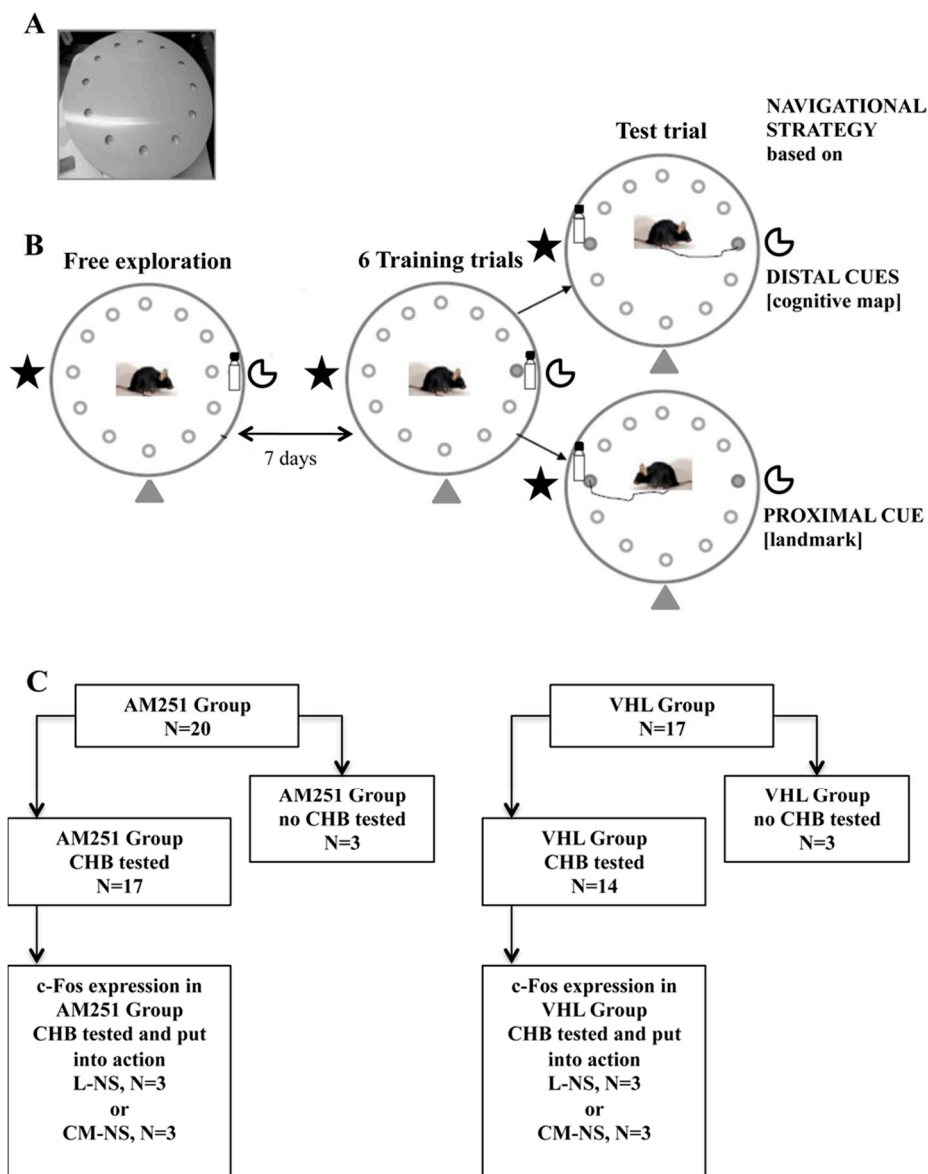 A
B
Free exploration
7 days
6 Training trials
Test trial
NAVIGATIONAL
STRATEGY
based on
DISTAL CUES
[cognitive map]
PROXIMAL CUE
[landmark]
C
AM251 Group
N=20
AM251 Group
no CHB tested
N=3
AM251 Group
CHB tested
N=17
c-Fos expression in
AM251 Group
CHB tested and put
into action
L-NS, N=3
or
CM-NS, N=3
VHL Group
N=17
VHL Group
no CHB tested
N=3
VHL Group
CHB tested
N=14
c-Fos expression in
VHL Group
CHB tested and put
into action
L-NS, N=3
or
CM-NS, N=3